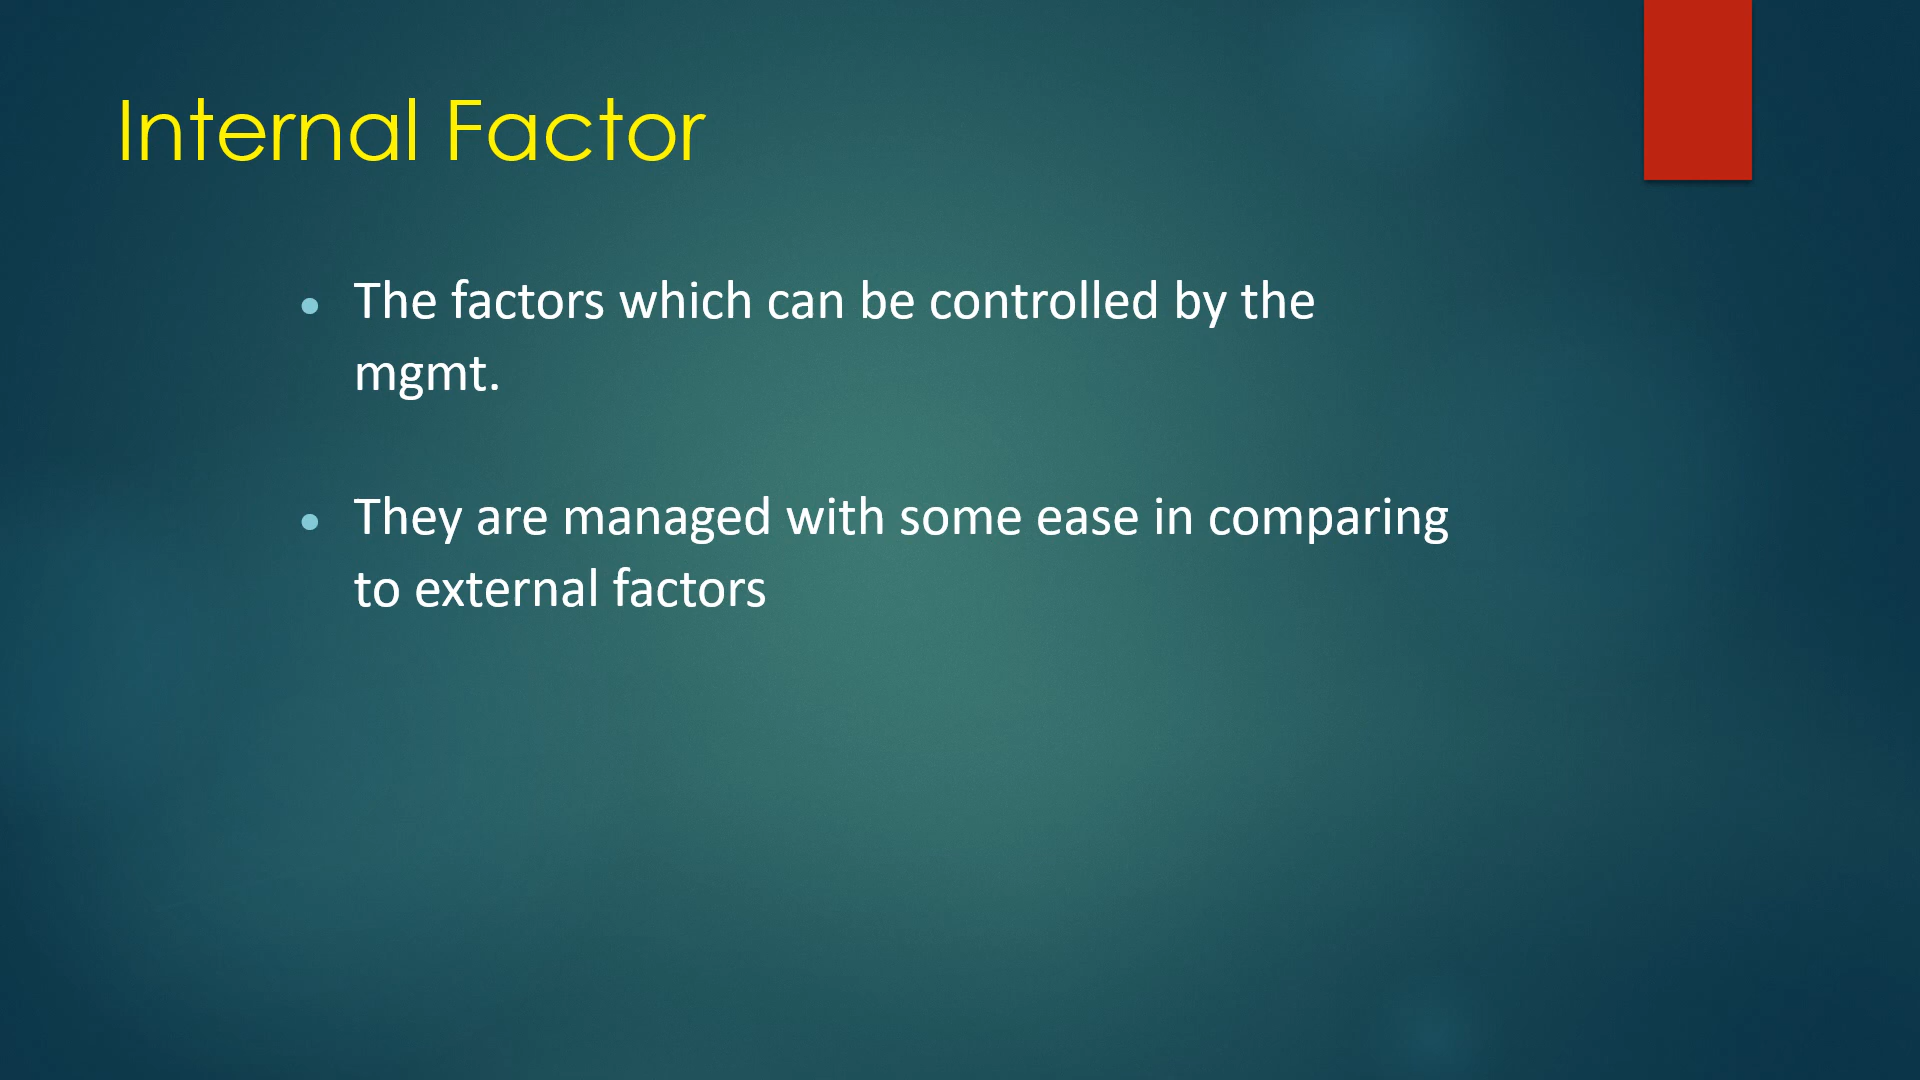 Internal Factor
• The factors which can be controlled by the
mgmt.
• They are managed with some ease in comparing
to external factors